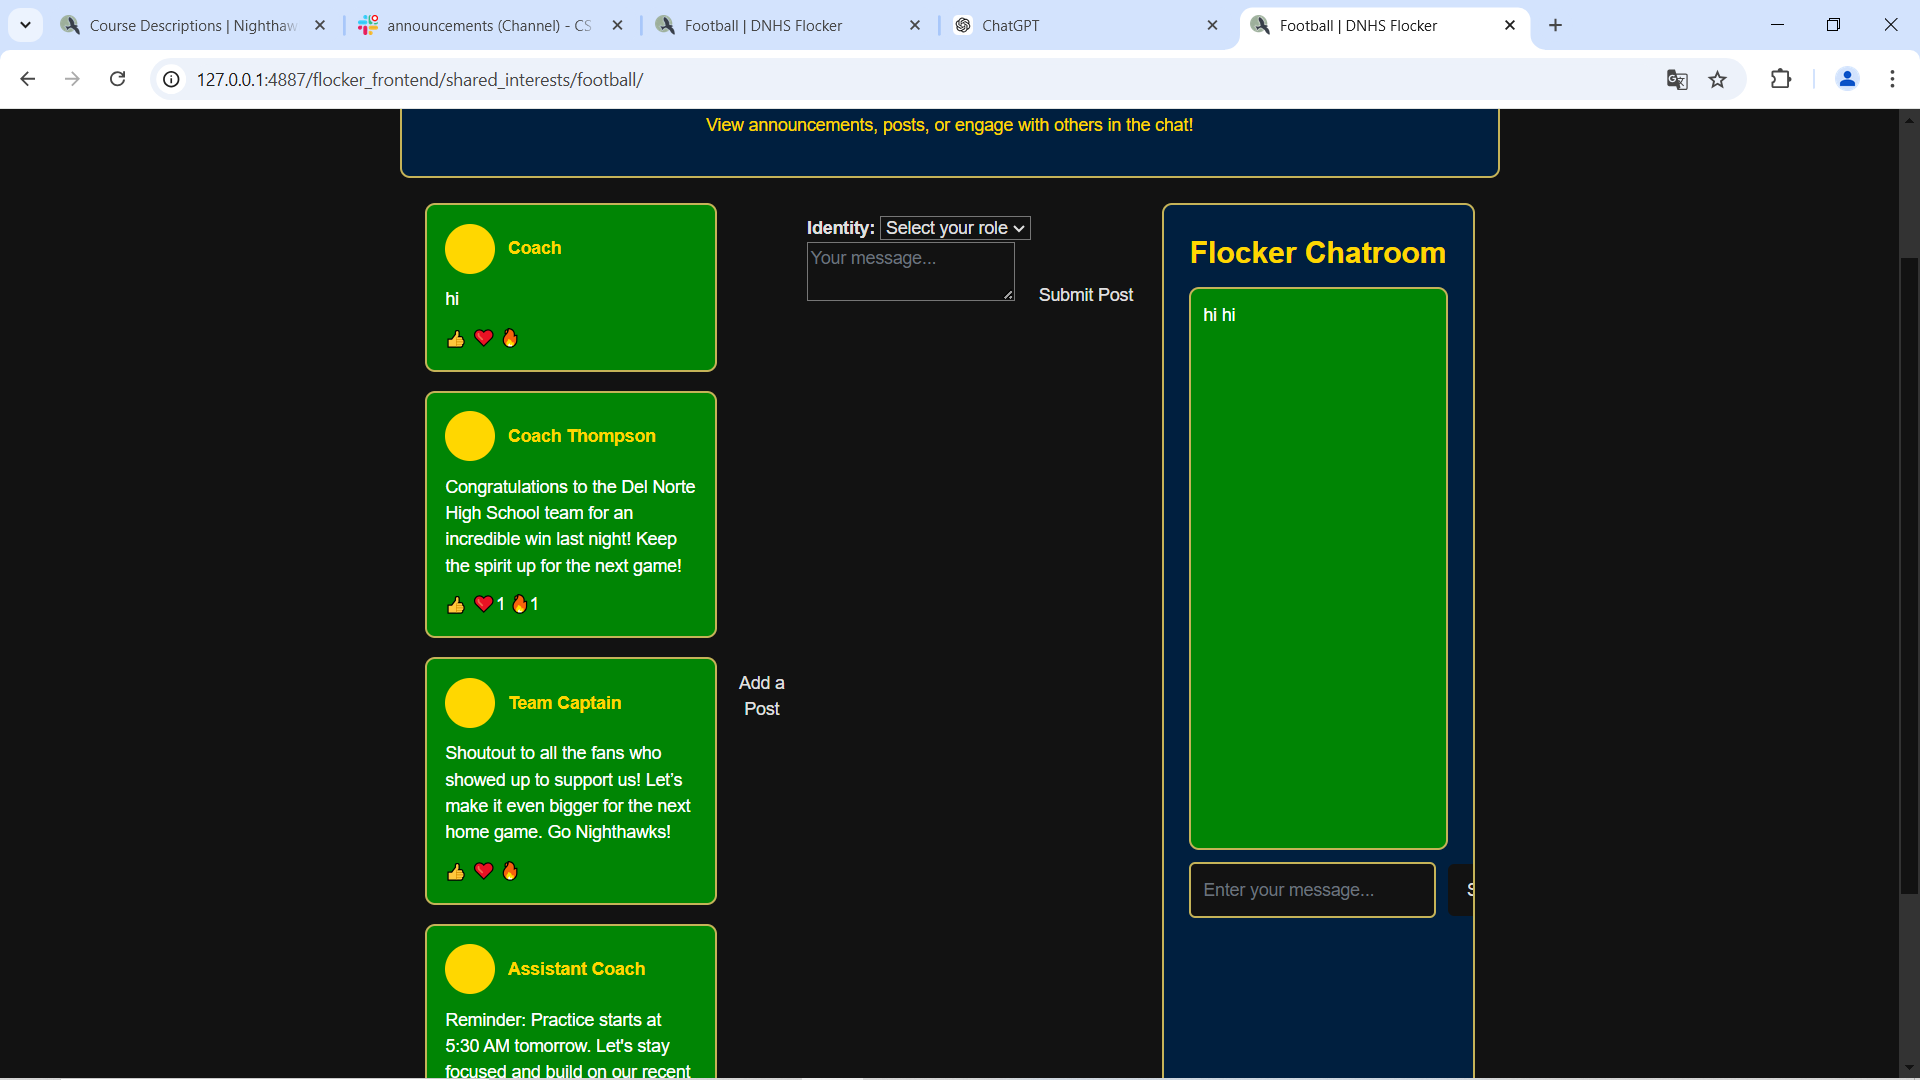 Course Descriptions | Nighthaw
announcements (Channel) - CS
Football | DNHS Flocker
ChatGPT
Football | DNHS Flocker
127.0.0.1:4887/flocker_frontend/shared_interests/football/
View announcements, posts, or engage with others in the chat!
Coach
hi
👍 ❤️ 🔥
Coach Thompson
Congratulations to the Del Norte
High School team for an
incredible win last night! Keep
the spirit up for the next game!
👍 ❤️1 🔥1
Team Captain
Shoutout to all the fans who
showed up to support us! Let's
make it even bigger for the next
home game. Go Nighthawks!
👍 ❤️ 🔥
Assistant Coach
Reminder: Practice starts at
5:30 AM tomorrow. Let's stay
focused and build on our recent
Add a
Post
Identity: Select your role
Your message...
Submit Post
Flocker Chatroom
hi hi
Enter your message...